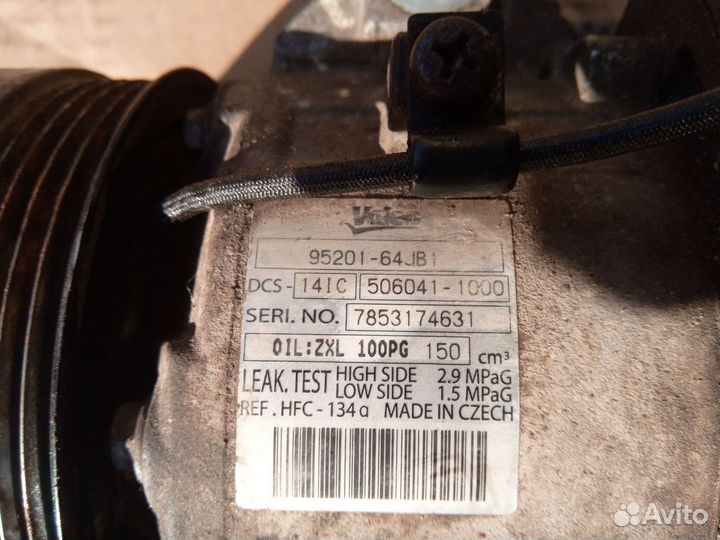 Valeo
95201-64JB1
DCS- 14IC 506041-1000
SERI. NO. 7853174631
OIL:ZXL 100PG 150 cm³
LEAK. TEST HIGH SIDE 2.9 MPaG
LOW SIDE 1.5 MPaG
REF. HFC-134a MADE IN CZECH
Avito